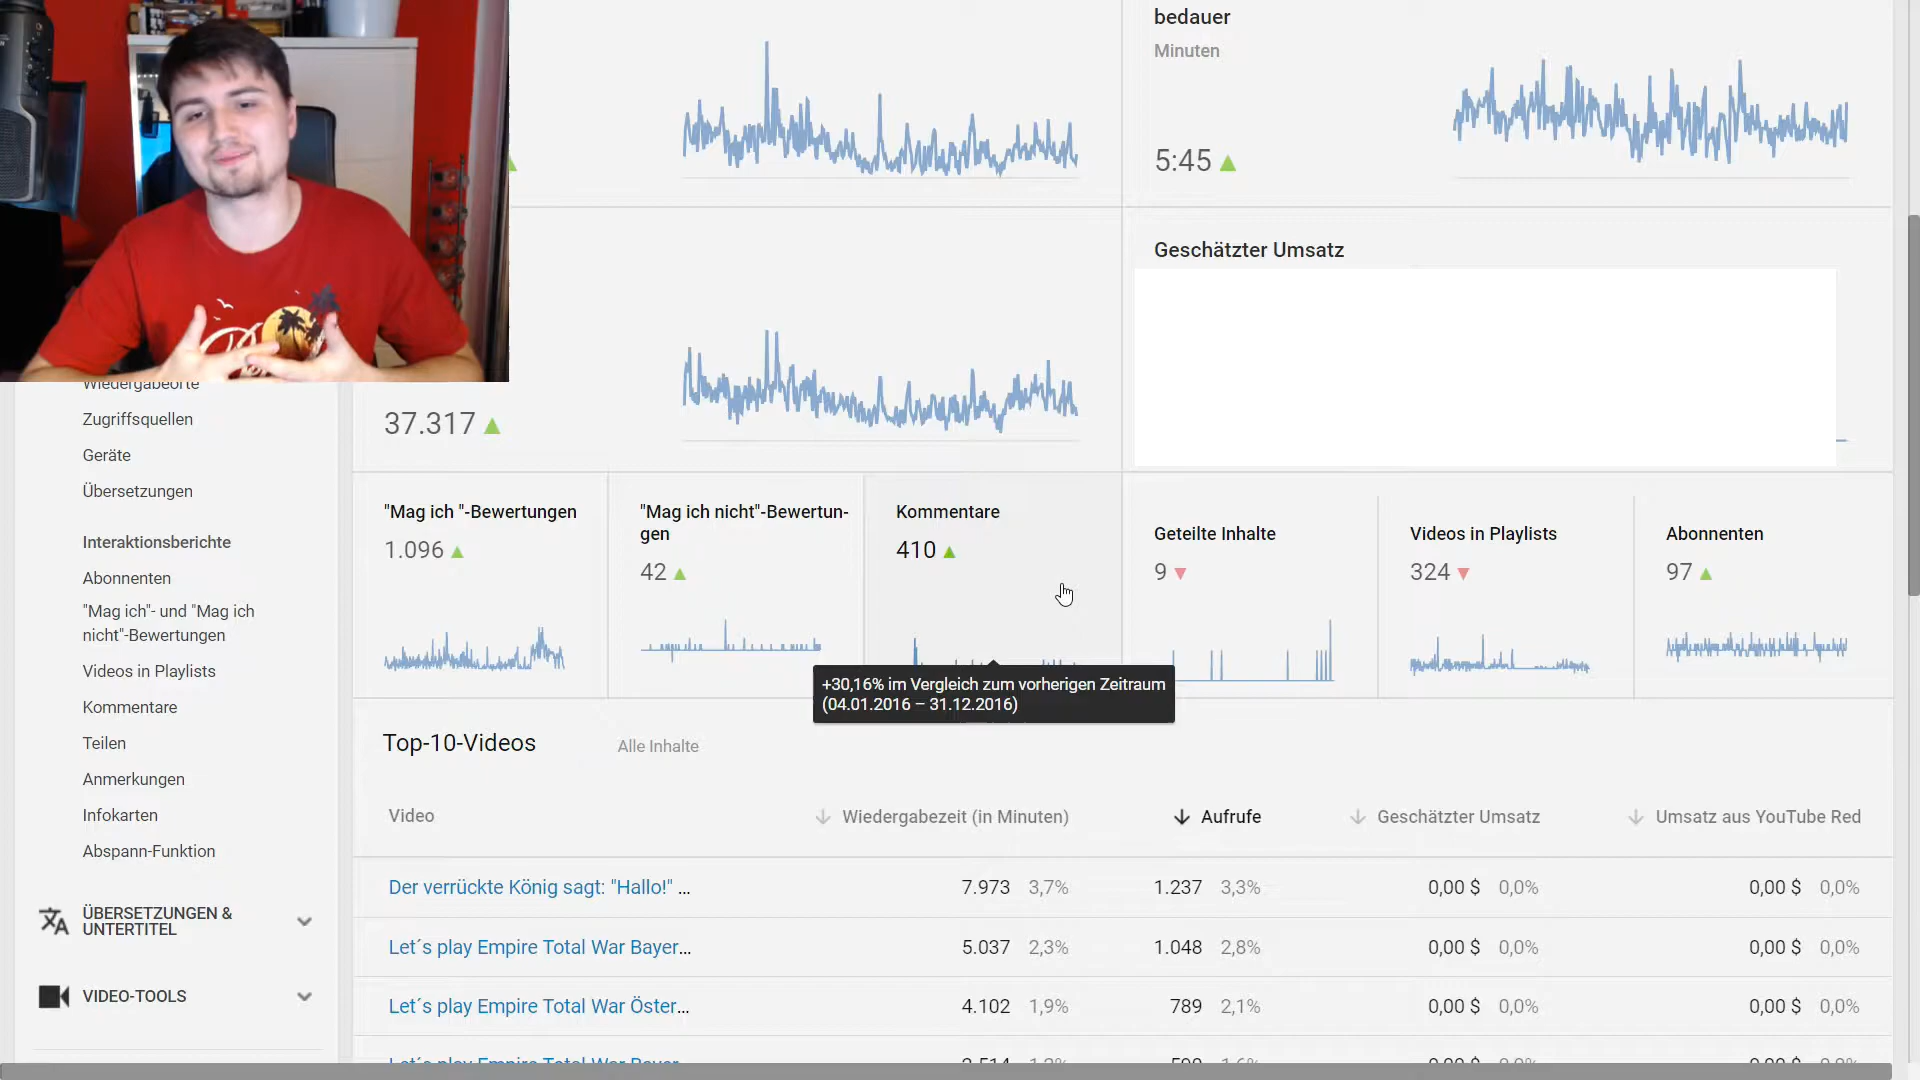 bedauer
Minuten
5:45
Geschätzter Umsatz
37.317
Wiedergabeorte
Zugriffsquellen
Geräte
Übersetzungen
Interaktionsberichte
Abonnenten
"Mag ich"- und "Mag ich
nicht"-Bewertungen
Videos in Playlists
Kommentare
Teilen
Anmerkungen
Infokarten
Abspann-Funktion
ÜBERSETZUNGEN &
UNTERTITEL
VIDEO-TOOLS
"Mag ich "-Bewertungen
1.096
"Mag ich nicht"-Bewertun-
gen
42
Kommentare
410
Geteilte Inhalte
9
Videos in Playlists
324
Abonnenten
97
+30,16% im Vergleich zum vorherigen Zeitraum
(04.01.2016 – 31.12.2016)
Top-10-Videos Alle Inhalte
Video Wiedergabezeit (in Minuten) Aufrufe Geschätzter Umsatz Umsatz aus YouTube Red
Der verrückte König sagt: "Hallo!" ... 7.973 3,7% 1.237 3,3% 0,00 $ 0,0% 0,00 $ 0,0%
Let´s play Empire Total War Bayer... 5.037 2,3% 1.048 2,8% 0,00 $ 0,0% 0,00 $ 0,0%
Let´s play Empire Total War Öster... 4.102 1,9% 789 2,1% 0,00 $ 0,0% 0,00 $ 0,0%
Let´s play Empire Total War Bayer...